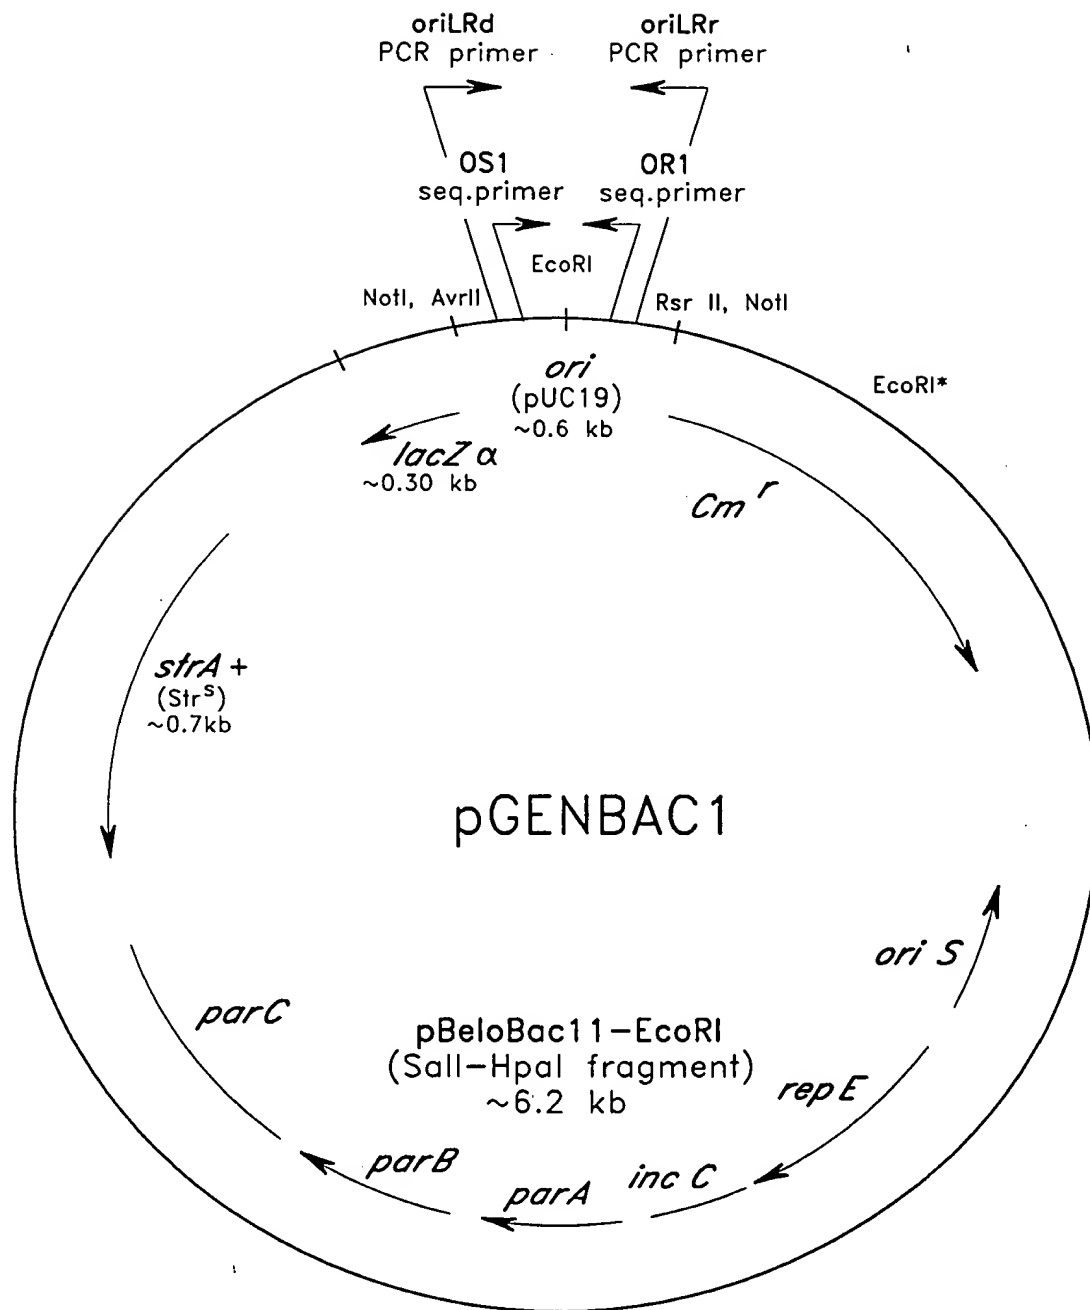 oriLRd
PCR primer
oriLRr
PCR primer
OS1
seq.primer
OR1
seq.primer
EcoRI
NotI, AvrII
Rsr II, NotI
EcoRI*
ori
(pUC19)
~0.6 kb
lacZ α
~0.30 kb
Cm r
strA +
(Str s)
~0.7kb
pGENBAC1
ori S
parC
pBeloBac11-EcoRI
(SalI-HpaI fragment)
~6.2 kb
rep E
parB
parA
inc C